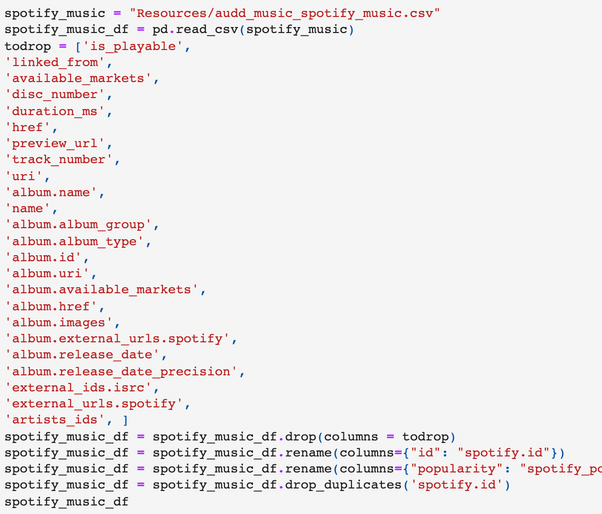 spotify_music = "Resources/audd_music_spotify_music.csv"
spotify_music_df = pd.read_csv(spotify_music)
todrop = ['is_playable',
'linked_from',
'available_markets',
'disc_number',
'duration_ms',
'href',
'preview_url',
'track_number',
'uri',
'album.name',
'name',
'album.album_group',
'album.album_type',
'album.id',
'album.uri',
'album.available_markets',
'album.href',
'album.images',
'album.external_urls.spotify',
'album.release_date',
'album.release_date_precision',
'external_ids.isrc',
'external_urls.spotify',
'artists_ids', ]
spotify_music_df = spotify_music_df.drop(columns = todrop)
spotify_music_df = spotify_music_df.rename(columns={"id": "spotify.id"})
spotify_music_df = spotify_music_df.rename(columns={"popularity": "spotify_po
spotify_music_df = spotify_music_df.drop_duplicates('spotify.id')
spotify_music_df